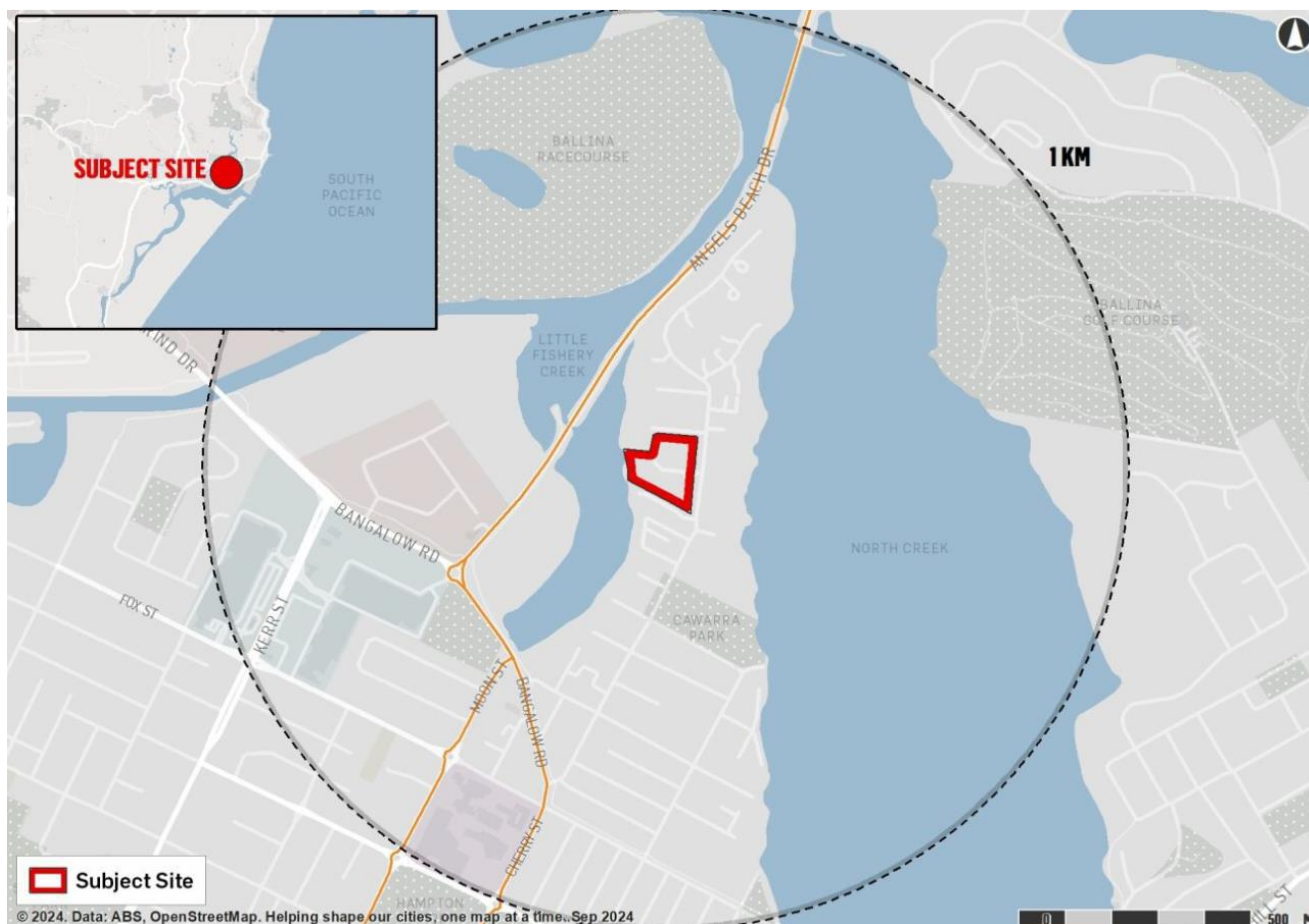 SUBJECT SITE
SOUTH
PACIFIC
OCEAN
BALLINA
RACECOURSE
1 KM
ANGELS BEACH DR
BALLINA
GOLF COURSE
LITTLE
FISHERY
CREEK
BANGALOW RD
NORTH CREEK
FOX ST
KERR ST
CAWARRA
PARK
MOON ST
BANGALOW RD
CHERRY ST
HAMPTON
Subject Site
© 2024. Data: ABS, OpenStreetMap. Helping shape our cities, one map at a time..Sep 2024
0
500